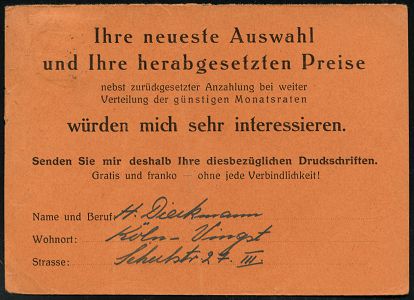 Ihre neueste Auswahl
und Ihre herabgesetzten Preise
nebst zurückgesetzter Anzahlung bei weiter
Verteilung der günstigen Monatsraten
würden mich sehr interessieren.
Senden Sie mir deshalb Ihre diesbezüglichen Druckschriften.
Gratis und franko — ohne jede Verbindlichkeit!
Name und Beruf: H. Dieckmann
Wohnort: Köln-Vingst
Strasse: 27 III.